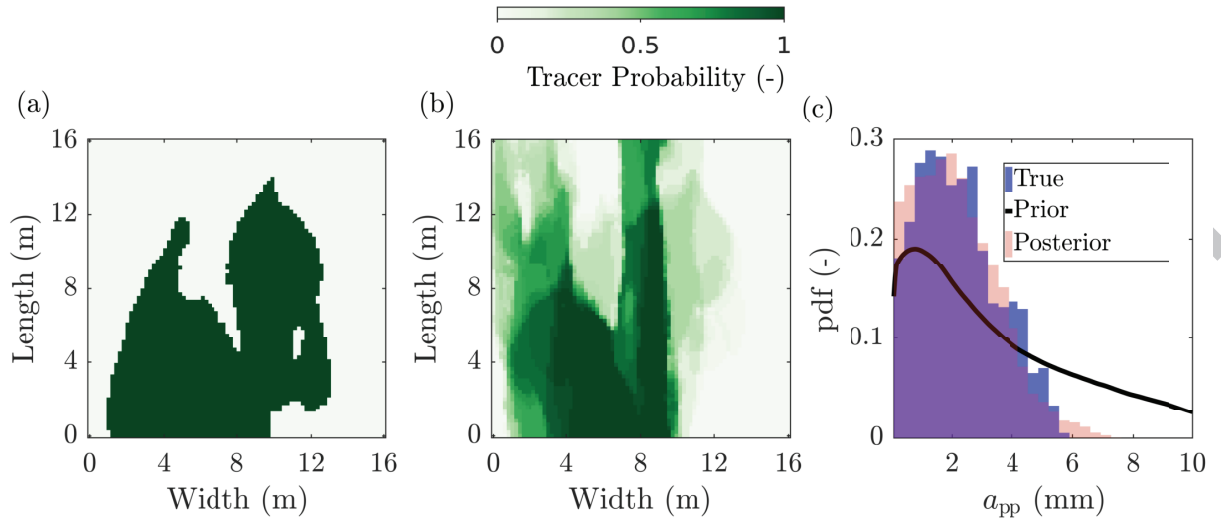 0 0.5 1
Tracer Probability (-)
(a)
16
12
8
4
0
Length (m)
0 4 8 12 16
Width (m)
(b)
16
12
8
4
0
Length (m)
0 4 8 12 16
Width (m)
(c)
0.3
0.2
0.1
0
pdf (-)
True
Prior
Posterior
2 4 6 8 10
a_pp (mm)